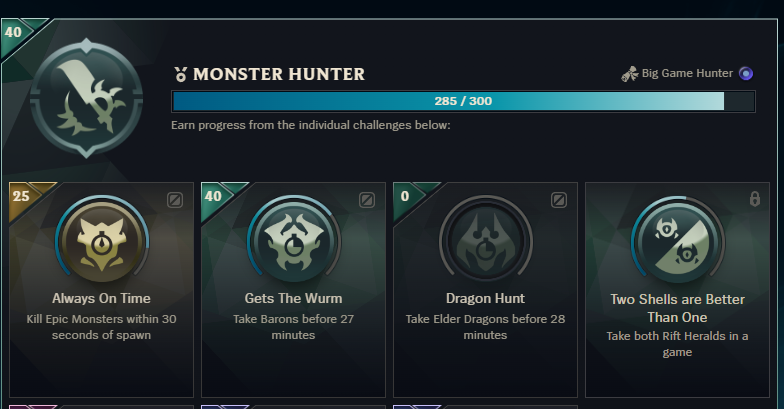 40
MONSTER HUNTER
Big Game Hunter
285 / 300
Earn progress from the individual challenges below:
25
Always On Time
Kill Epic Monsters within 30
seconds of spawn
40
Gets The Wurm
Take Barons before 27
minutes
0
Dragon Hunt
Take Elder Dragons before 28
minutes
Two Shells are Better
Than One
Take both Rift Heralds in a
game